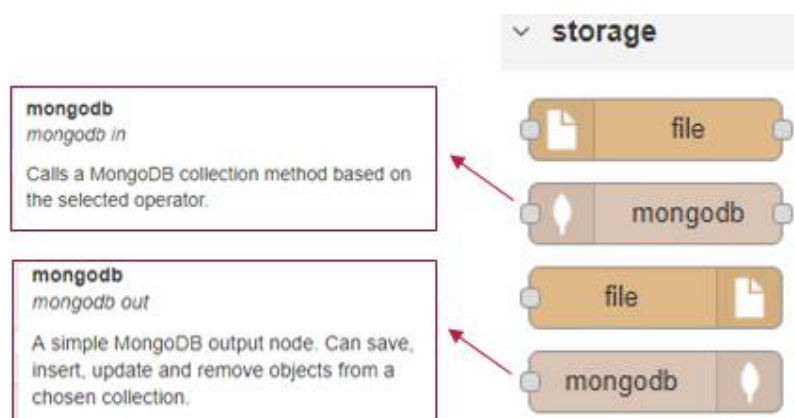 storage
mongodb
mongodb in
Calls a MongoDB collection method based on
the selected operator.
file
mongodb
mongodb
mongodb out
A simple MongoDB output node. Can save,
insert, update and remove objects from a
chosen collection.
file
mongodb